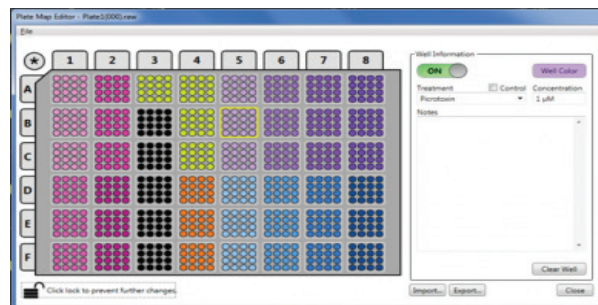 Plate Map Editor - Plate1(000).raw
File
1 2 3 4 5 6 7 8
A
B
C
D
E
F
Click lock to prevent further changes.
Well Information
ON
Well Color
Treatment
Control
Concentration
Picrotoxin
1 µM
Notes
Clear Well
Import...
Export...
Close